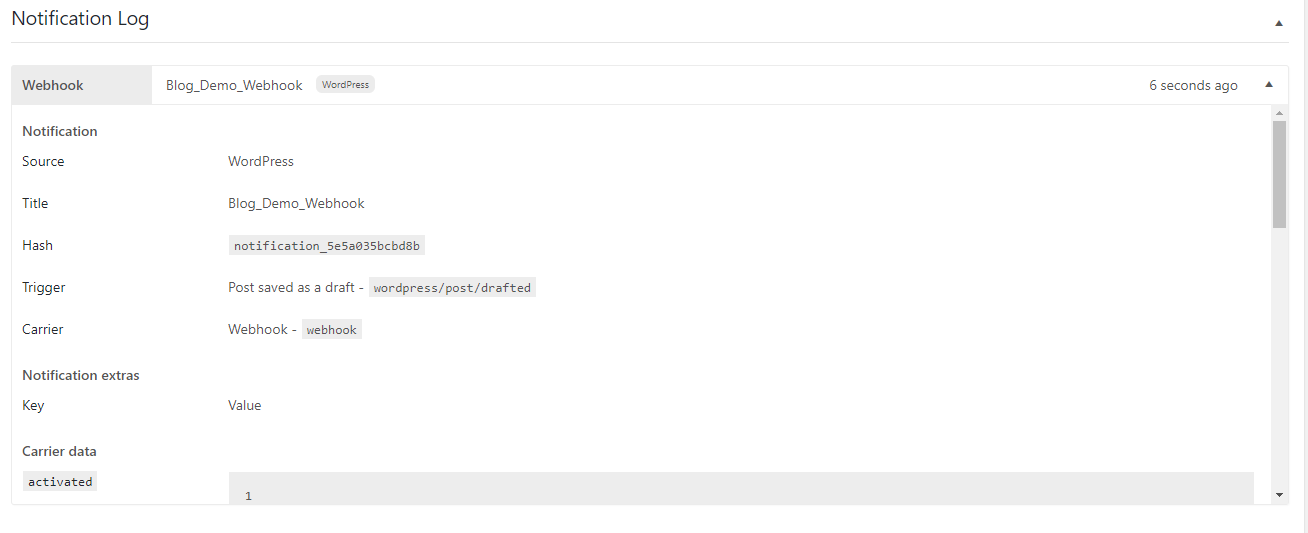 Notification Log
Webhook Blog_Demo_Webhook WordPress 6 seconds ago
Notification
Source WordPress
Title Blog_Demo_Webhook
Hash notification_5e5a035bcbd8b
Trigger Post saved as a draft - wordpress/post/drafted
Carrier Webhook - webhook
Notification extras
Key Value
Carrier data
activated 1